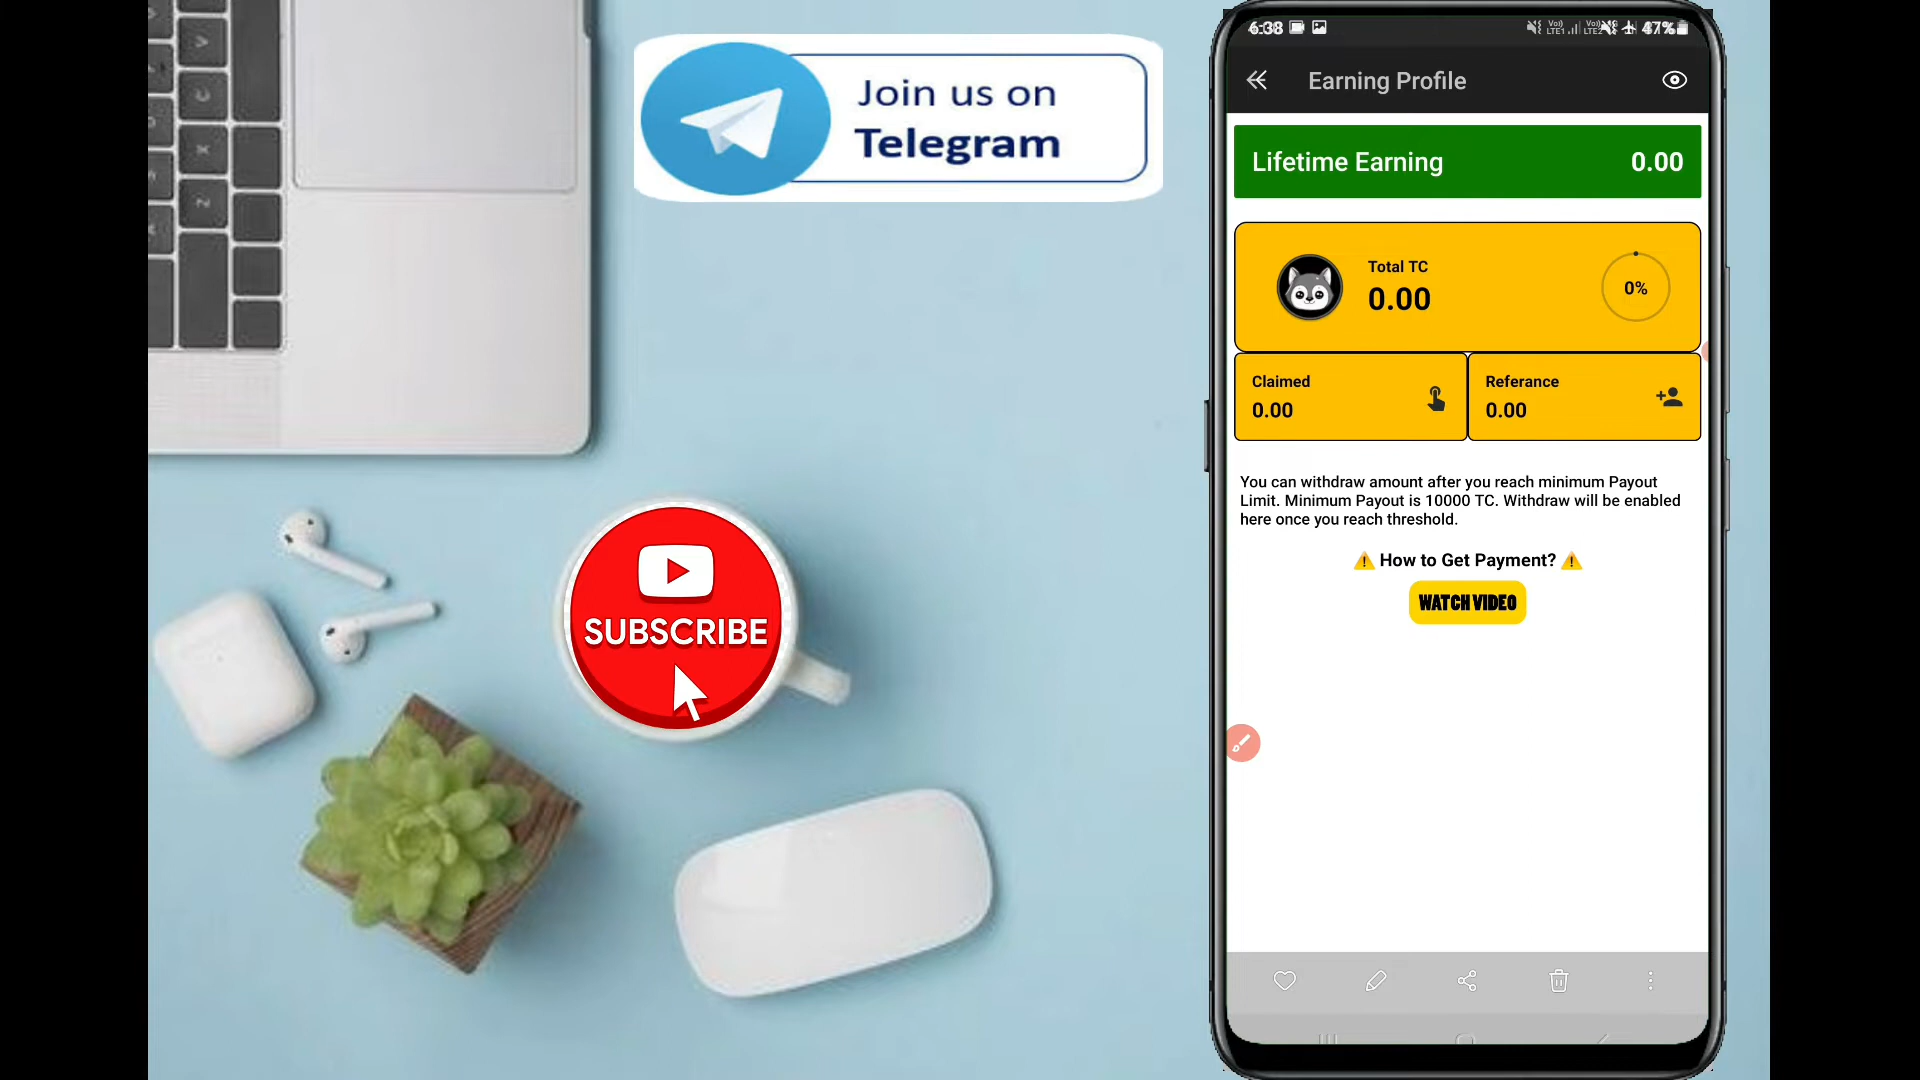 Join us on
Telegram
SUBSCRIBE
6:38
47%
Earning Profile
Lifetime Earning 0.00
Total TC
0.00
0%
Claimed
0.00
Referance
0.00
You can withdraw amount after you reach minimum Payout
Limit. Minimum Payout is 10000 TC. Withdraw will be enabled
here once you reach threshold.
⚠ How to Get Payment? ⚠
WATCH VIDEO